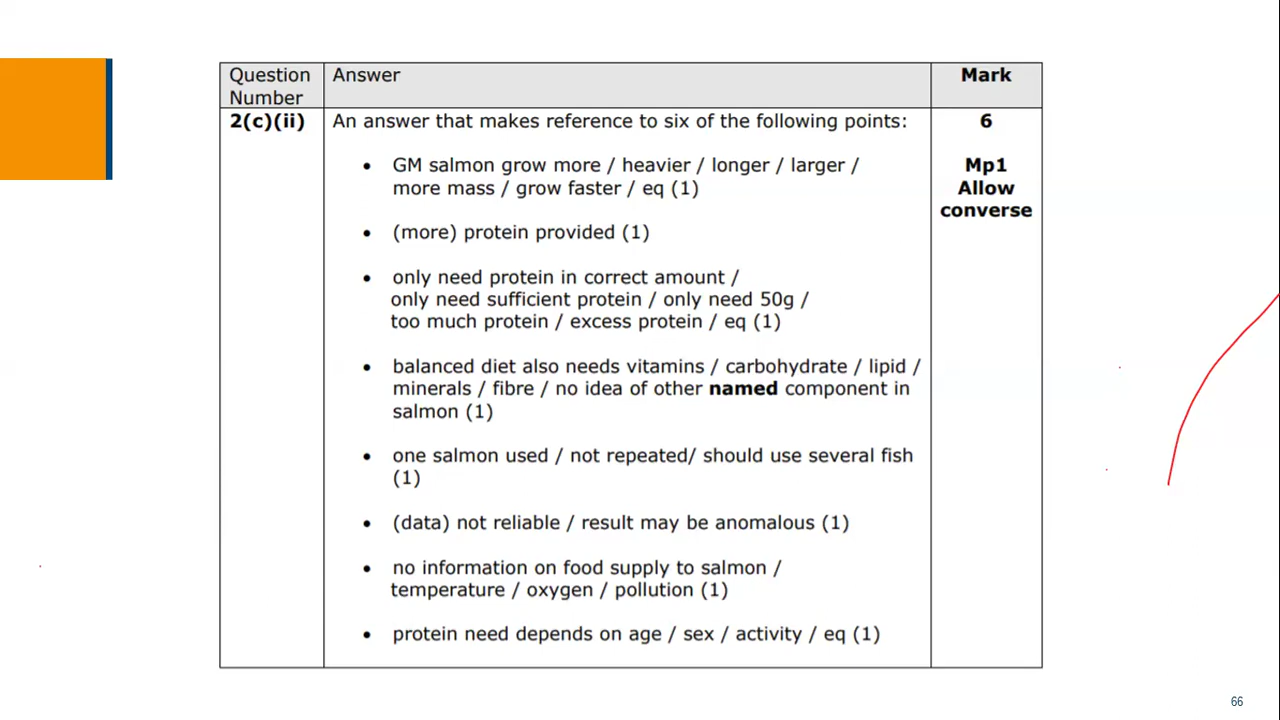 Question Number
Answer
Mark
2(c)(ii)
An answer that makes reference to six of the following points:
6
• GM salmon grow more / heavier / longer / larger /
more mass / grow faster / eq (1)
Mp1
Allow
converse
• (more) protein provided (1)
• only need protein in correct amount /
only need sufficient protein / only need 50g /
too much protein / excess protein / eq (1)
• balanced diet also needs vitamins / carbohydrate / lipid /
minerals / fibre / no idea of other named component in
salmon (1)
• one salmon used / not repeated/ should use several fish
(1)
• (data) not reliable / result may be anomalous (1)
• no information on food supply to salmon /
temperature / oxygen / pollution (1)
• protein need depends on age / sex / activity / eq (1)
66